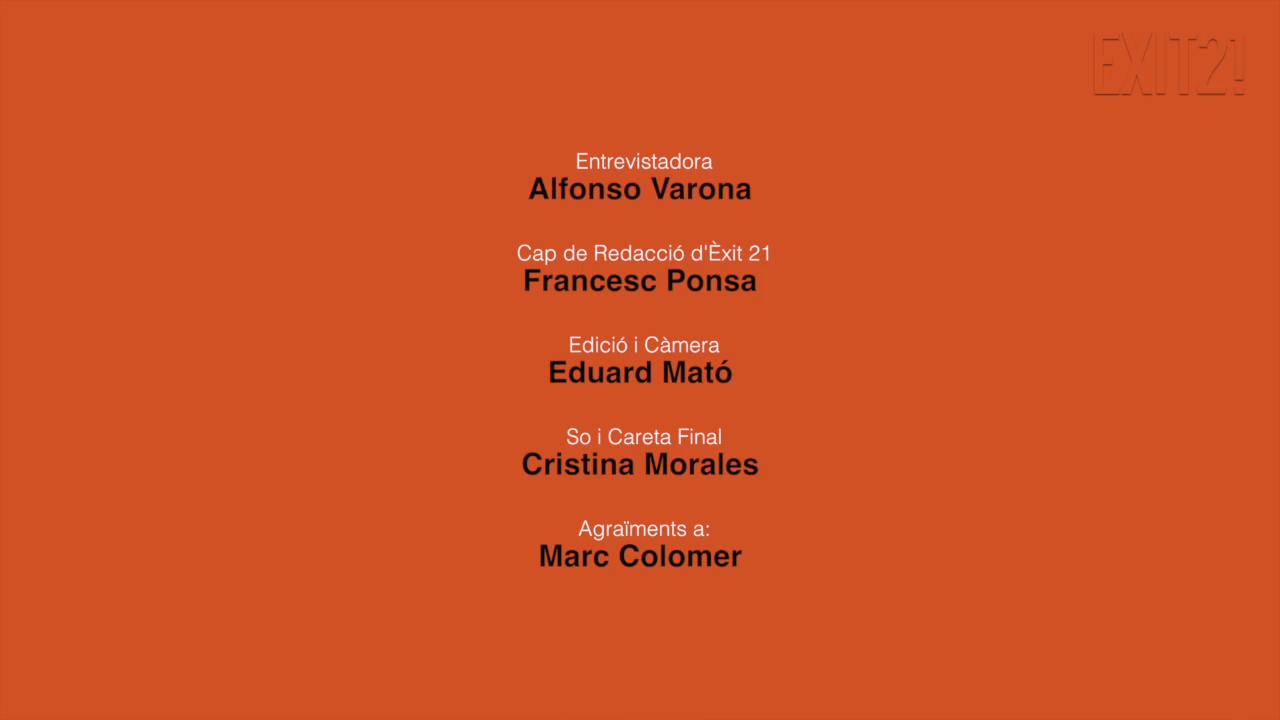 EXIT21
Entrevistadora
Alfonso Varona
Cap de Redacció d'Èxit 21
Francesc Ponsa
Edició i Càmera
Eduard Mató
So i Careta Final
Cristina Morales
Agraïments a:
Marc Colomer